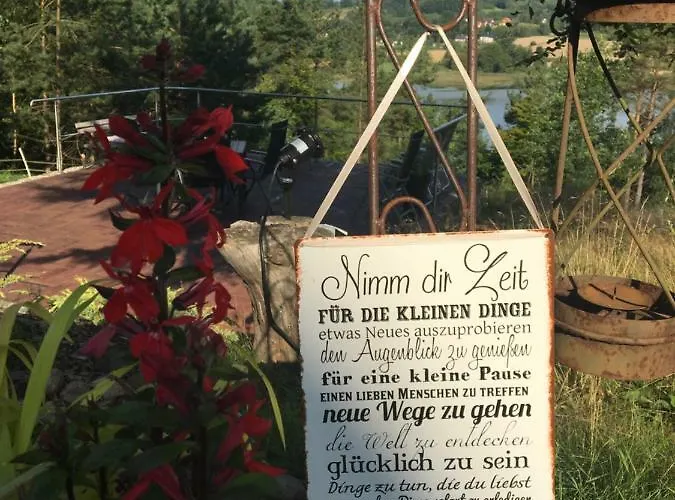 Nimm dir Zeit
FÜR DIE KLEINEN DINGE
etwas Neues auszuprobieren
den Augenblick zu genießen
für eine kleine Pause
EINEN LIEBEN MENSCHEN ZU TREFFEN
neue Wege zu gehen
die Welt zu entdecken
glücklich zu sein
Dinge zu tun, die du liebst